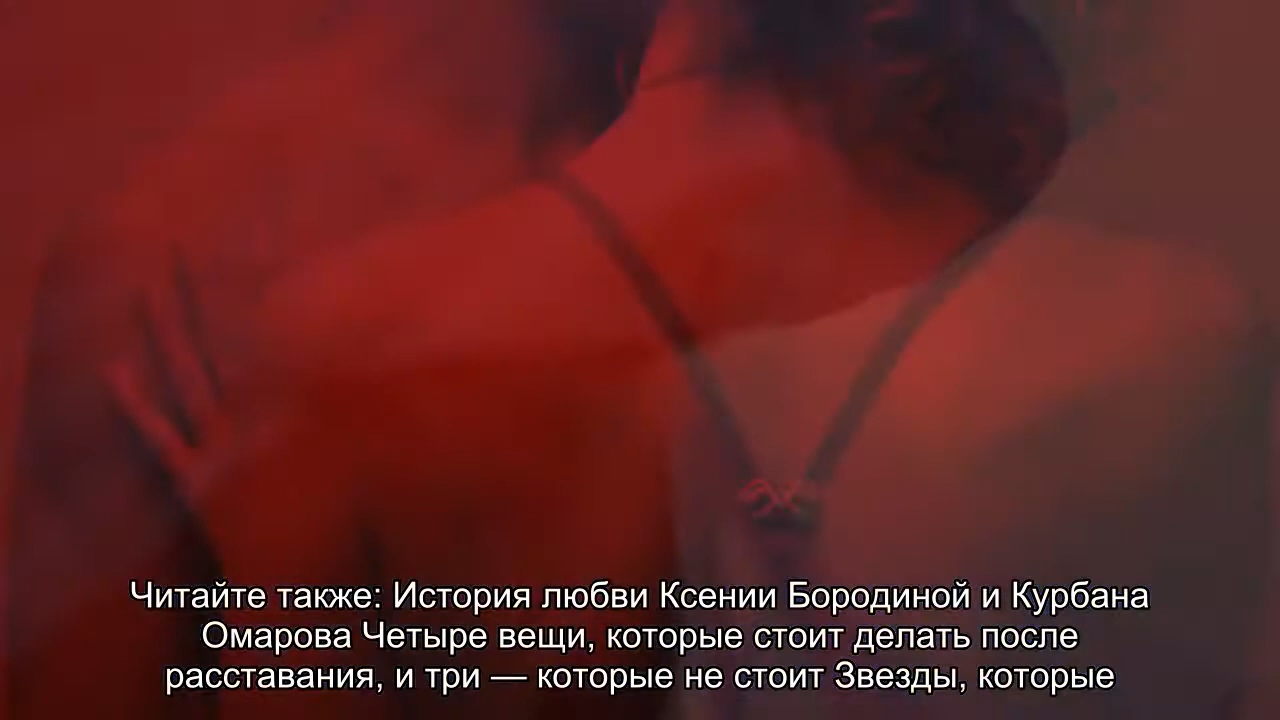 Читайте также: История любви Ксении Бородиной и Курбана
Омарова Четыре вещи, которые стоит делать после
расставания, и три — которые не стоит Звезды, которые